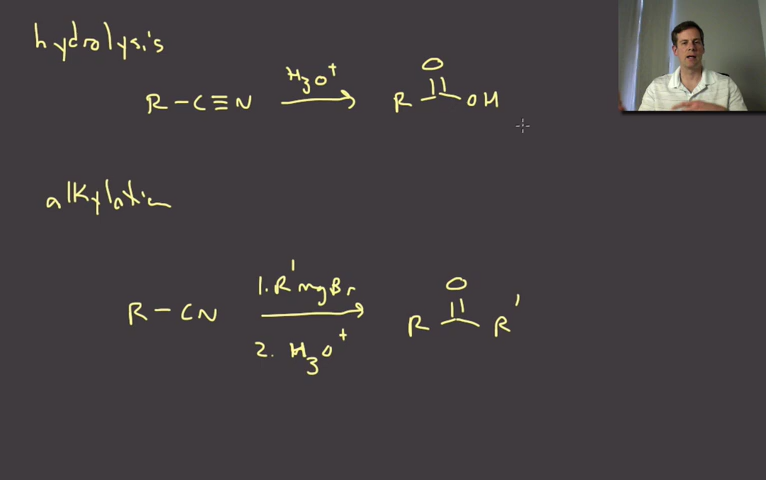 hydrolysis
R-C≡N H3O+ R O OH
alkylation
R-CN 1. R'MgBr R O R'
2. H3O+